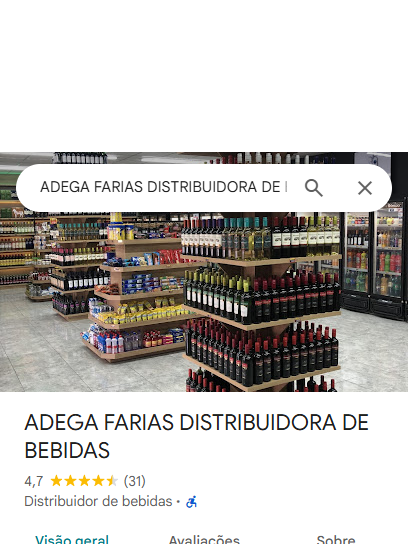 ADEGA FARIAS DISTRIBUIDORA DE
ADEGA FARIAS DISTRIBUIDORA DE
BEBIDAS
4,7 (31)
Distribuidor de bebidas ·
Visão geral Avaliações Sobre